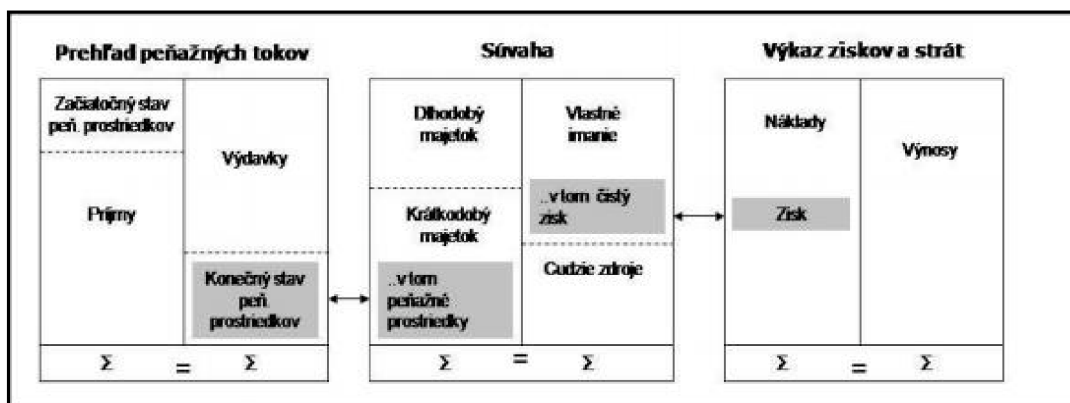 Prehľad peňažných tokov
Začiatočný stav
peň. prostriedkov
Príjmy
Výdavky
Konečný stav
peň.
prostriedkov
Σ = Σ
Súvaha
Dlhodobý
majetok
Krátkodobý
majetok
..v tom
peňažné
prostriedky
Vlastné
imanie
..v tom čistý
zisk
Cudzie zdroje
Σ = Σ
Výkaz ziskov a strát
Náklady
Zisk
Výnosy
Σ = Σ